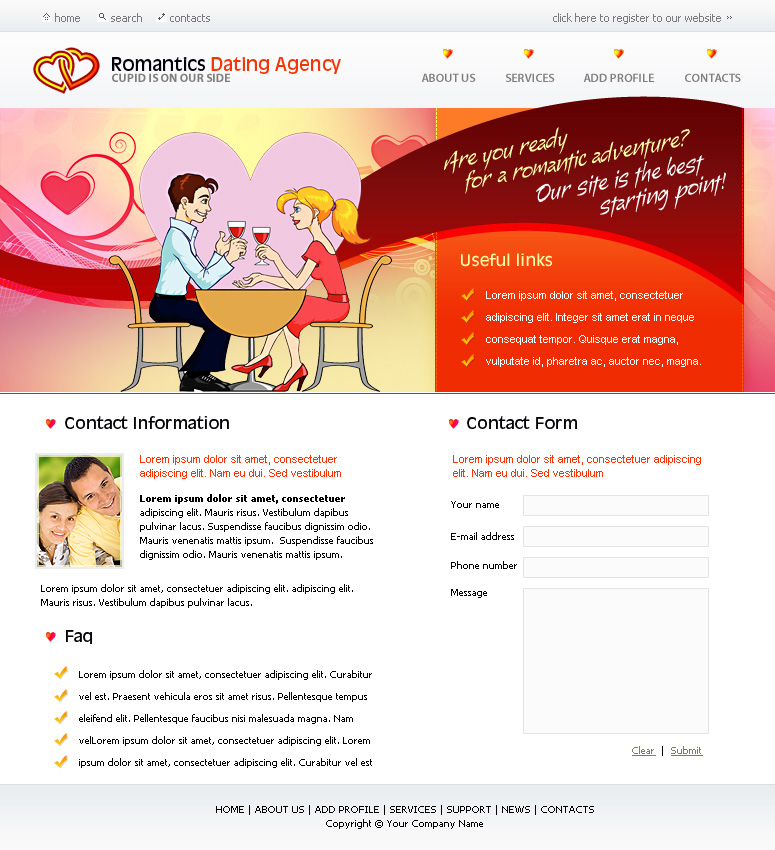 home search contacts
click here to register to our website »
Romantics Dating Agency
CUPID IS ON OUR SIDE
ABOUT US SERVICES ADD PROFILE CONTACTS
Are you ready
for a romantic adventure?
Our site is the best
starting point!
Useful links
Lorem ipsum dolor sit amet, consectetuer
adipiscing elit. Integer sit amet erat in neque
consequat tempor. Quisque erat magna,
vulputate id, pharetra ac, auctor nec, magna.
Contact Information
Lorem ipsum dolor sit amet, consectetuer
adipiscing elit. Nam eu dui. Sed vestibulum
Lorem ipsum dolor sit amet, consectetuer
adipiscing elit. Mauris risus. Vestibulum dapibus
pulvinar lacus. Suspendisse faucibus dignissim odio.
Mauris venenatis mattis ipsum. Suspendisse faucibus
dignissim odio. Mauris venenatis mattis ipsum.
Lorem ipsum dolor sit amet, consectetuer adipiscing elit. adipiscing elit.
Mauris risus. Vestibulum dapibus pulvinar lacus.
Faq
Lorem ipsum dolor sit amet, consectetuer adipiscing elit. Curabitur
vel est. Praesent vehicula eros sit amet risus. Pellentesque tempus
eleifend elit. Pellentesque faucibus nisi malesuada magna. Nam
velLorem ipsum dolor sit amet, consectetuer adipiscing elit. Lorem
ipsum dolor sit amet, consectetuer adipiscing elit. Curabitur vel est
Contact Form
Lorem ipsum dolor sit amet, consectetuer adipiscing
elit. Nam eu dui. Sed vestibulum
Your name
E-mail address
Phone number
Message
Clear | Submit
HOME | ABOUT US | ADD PROFILE | SERVICES | SUPPORT | NEWS | CONTACTS
Copyright © Your Company Name